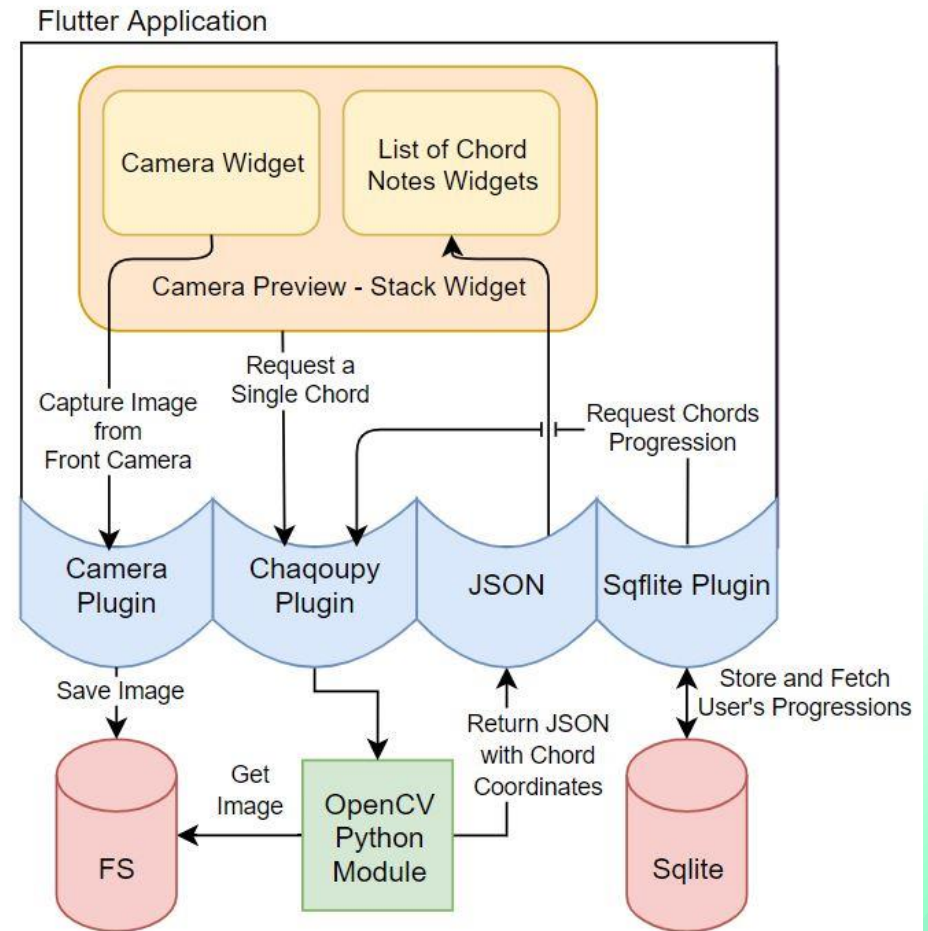 Flutter Application
Camera Widget
List of Chord
Notes Widgets
Camera Preview - Stack Widget
Request a
Single Chord
Capture Image
from
Front Camera
Request Chords
Progression
Camera
Plugin
Chaqoupy
Plugin
JSON
Sqflite Plugin
Save Image
Store and Fetch
User's Progressions
Return JSON
with Chord
Coordinates
Get
Image
OpenCV
Python
Module
FS
Sqlite